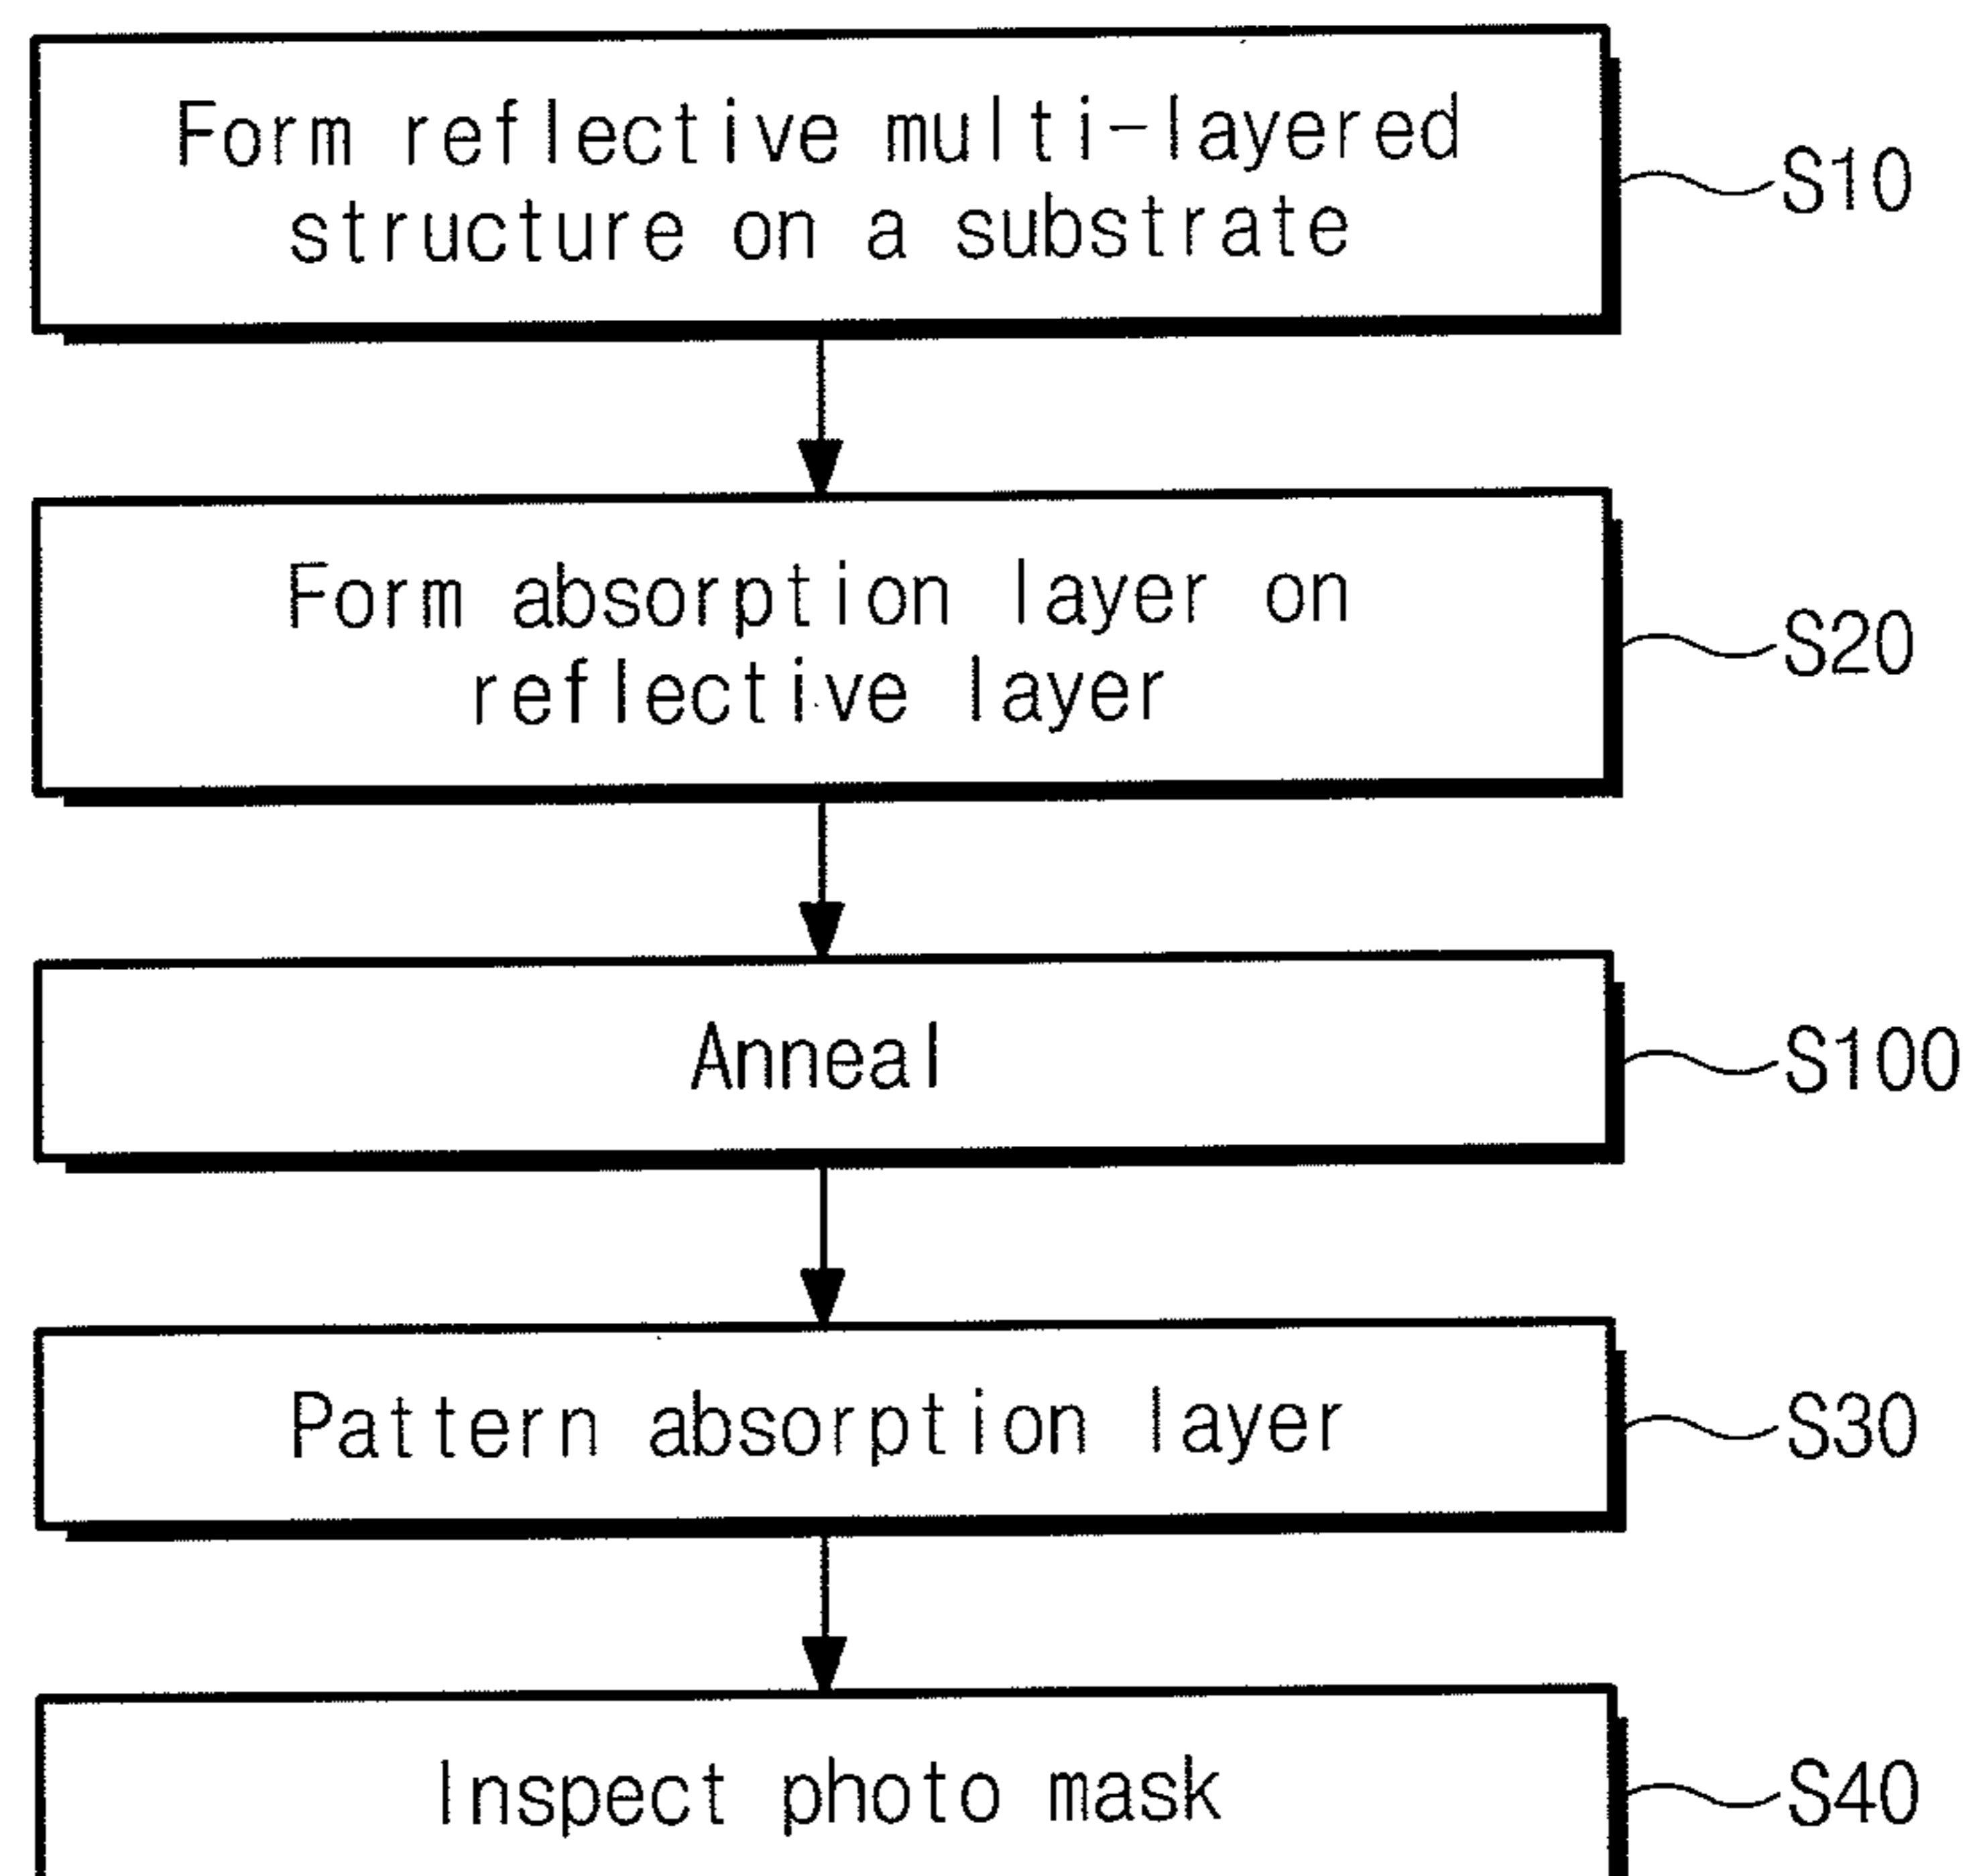 Form reflective multi-layered
structure on a substrate
S10
Form absorption layer on
reflective layer
S20
Anneal
S100
Pattern absorption layer
S30
Inspect photo mask
S40